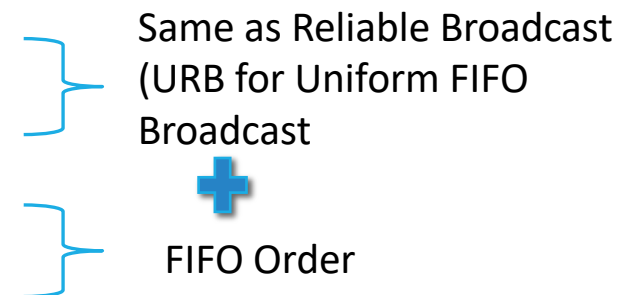 Same as Reliable Broadcast
(URB for Uniform FIFO
Broadcast
FIFO Order